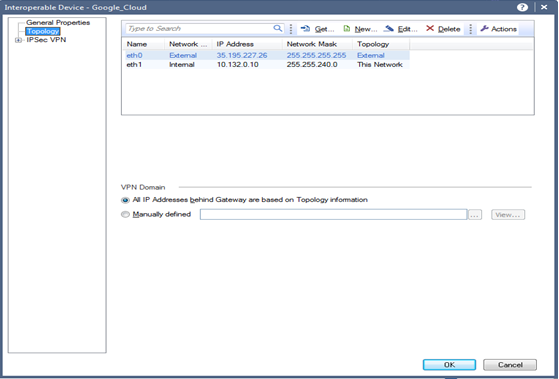 Interoperable Device - Google_Cloud
General Properties
Topology
IPSec VPN
Type to Search Get... New... Edit... Delete Actions
Name Network ... IP Address Network Mask Topology
eth0 External 35.195.227.26 255.255.255.255 External
eth1 Internal 10.132.0.10 255.255.240.0 This Network
VPN Domain
All IP Addresses behind Gateway are based on Topology information
Manually defined ... View...
OK Cancel